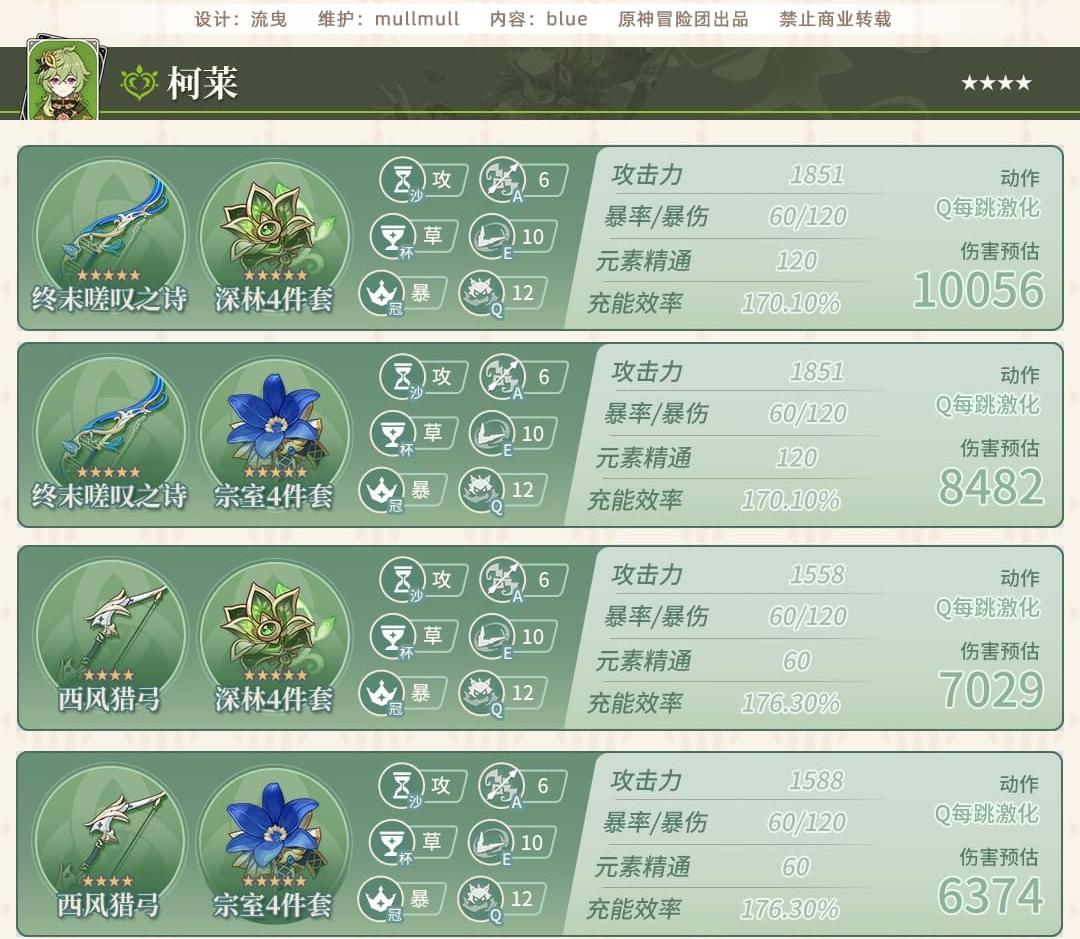 设计：流曳 维护：mullmull 内容：blue 原神冒险团出品 禁止商业转载
柯莱
终末嗟叹之诗 深林4件套
沙 攻 A 6
杯 草 E 10
冠 暴 Q 12
攻击力 1851
暴率/暴伤 60/120
元素精通 120
充能效率 170.10%
动作
Q每跳激化
伤害预估
10056
终末嗟叹之诗 宗室4件套
沙 攻 A 6
杯 草 E 10
冠 暴 Q 12
攻击力 1851
暴率/暴伤 60/120
元素精通 120
充能效率 170.10%
动作
Q每跳激化
伤害预估
8482
西风猎弓 深林4件套
沙 攻 A 6
杯 草 E 10
冠 暴 Q 12
攻击力 1558
暴率/暴伤 60/120
元素精通 60
充能效率 176.30%
动作
Q每跳激化
伤害预估
7029
西风猎弓 宗室4件套
沙 攻 A 6
杯 草 E 10
冠 暴 Q 12
攻击力 1588
暴率/暴伤 60/120
元素精通 60
充能效率 176.30%
动作
Q每跳激化
伤害预估
6374